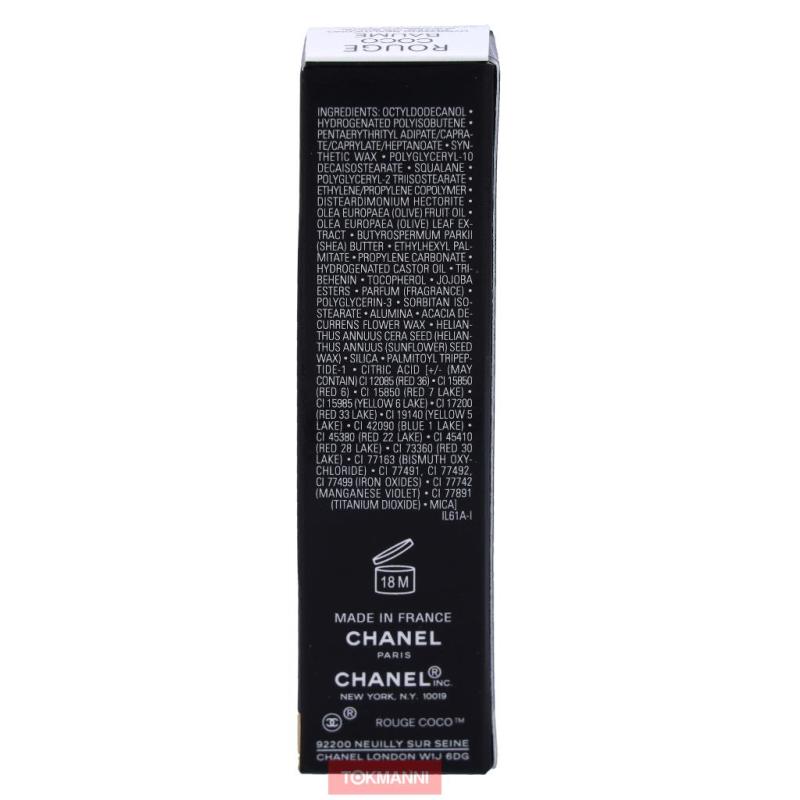 ROUGE
COCO
BAUME
INGREDIENTS: OCTYLDODECANOL •
HYDROGENATED POLYISOBUTENE •
PENTAERYTHRITYL ADIPATE/CAPRA-
TE/CAPRYLATE/HEPTANOATE • SYN-
THETIC WAX • POLYGLYCERYL-10
DECAISOSTEARATE • SQUALANE •
POLYGLYCERYL-2 TRIISOSTEARATE •
ETHYLENE/PROPYLENE COPOLYMER •
DISTEARDIMONIUM HECTORITE •
OLEA EUROPAEA (OLIVE) FRUIT OIL •
OLEA EUROPAEA (OLIVE) LEAF EX-
TRACT • BUTYROSPERMUM PARKII
(SHEA) BUTTER • ETHYLHEXYL PAL-
MITATE • PROPYLENE CARBONATE •
HYDROGENATED CASTOR OIL • TRI-
BEHENIN • TOCOPHEROL • JOJOBA
ESTERS • PARFUM (FRAGRANCE) •
POLYGLYCERIN-3 • SORBITAN ISO-
STEARATE • ALUMINA • ACACIA DE-
CURRENS FLOWER WAX • HELIAN-
THUS ANNUUS CERA SEED (HELIAN-
THUS ANNUUS (SUNFLOWER) SEED
WAX) • SILICA • PALMITOYL TRIPEP-
TIDE-1 • CITRIC ACID [+/- (MAY
CONTAIN) CI 12085 (RED 36) • CI 15850
(RED 6) • CI 15850 (RED 7 LAKE) •
CI 15985 (YELLOW 6 LAKE) • CI 17200
(RED 33 LAKE) • CI 19140 (YELLOW 5
LAKE) • CI 42090 (BLUE 1 LAKE) •
CI 45380 (RED 22 LAKE) • CI 45410
(RED 28 LAKE) • CI 73360 (RED 30
LAKE) • CI 77163 (BISMUTH OXY-
CHLORIDE) • CI 77491, CI 77492,
CI 77499 (IRON OXIDES) • CI 77742
(MANGANESE VIOLET) • CI 77891
(TITANIUM DIOXIDE) • MICA]
IL61A-I
18 M
MADE IN FRANCE
CHANEL
PARIS
CHANEL® INC.
NEW YORK, N.Y. 10019
® ROUGE COCO™
92200 NEUILLY SUR SEINE
CHANEL LONDON W1J 6DG
TOKMANNI